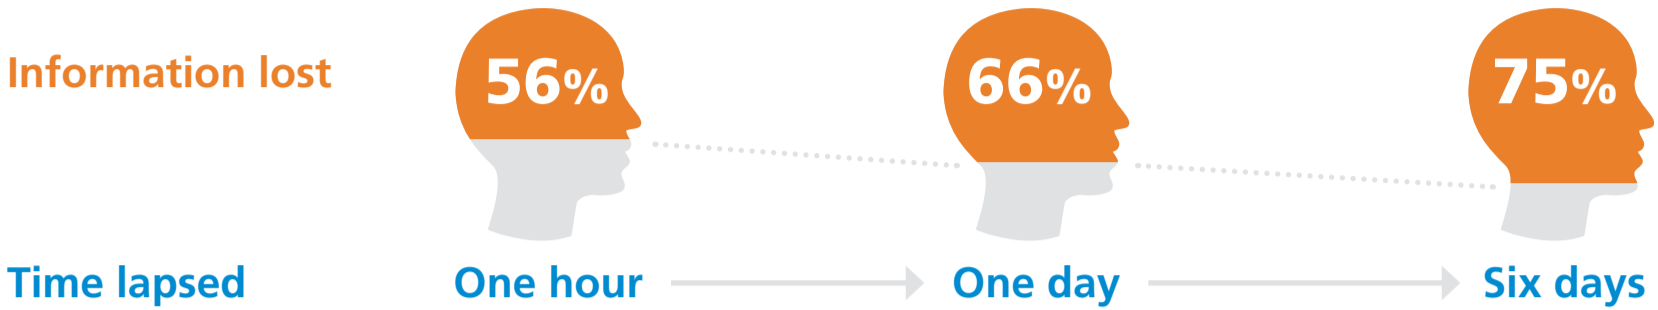 Information lost
56%
66%
75%
Time lapsed
One hour
One day
Six days